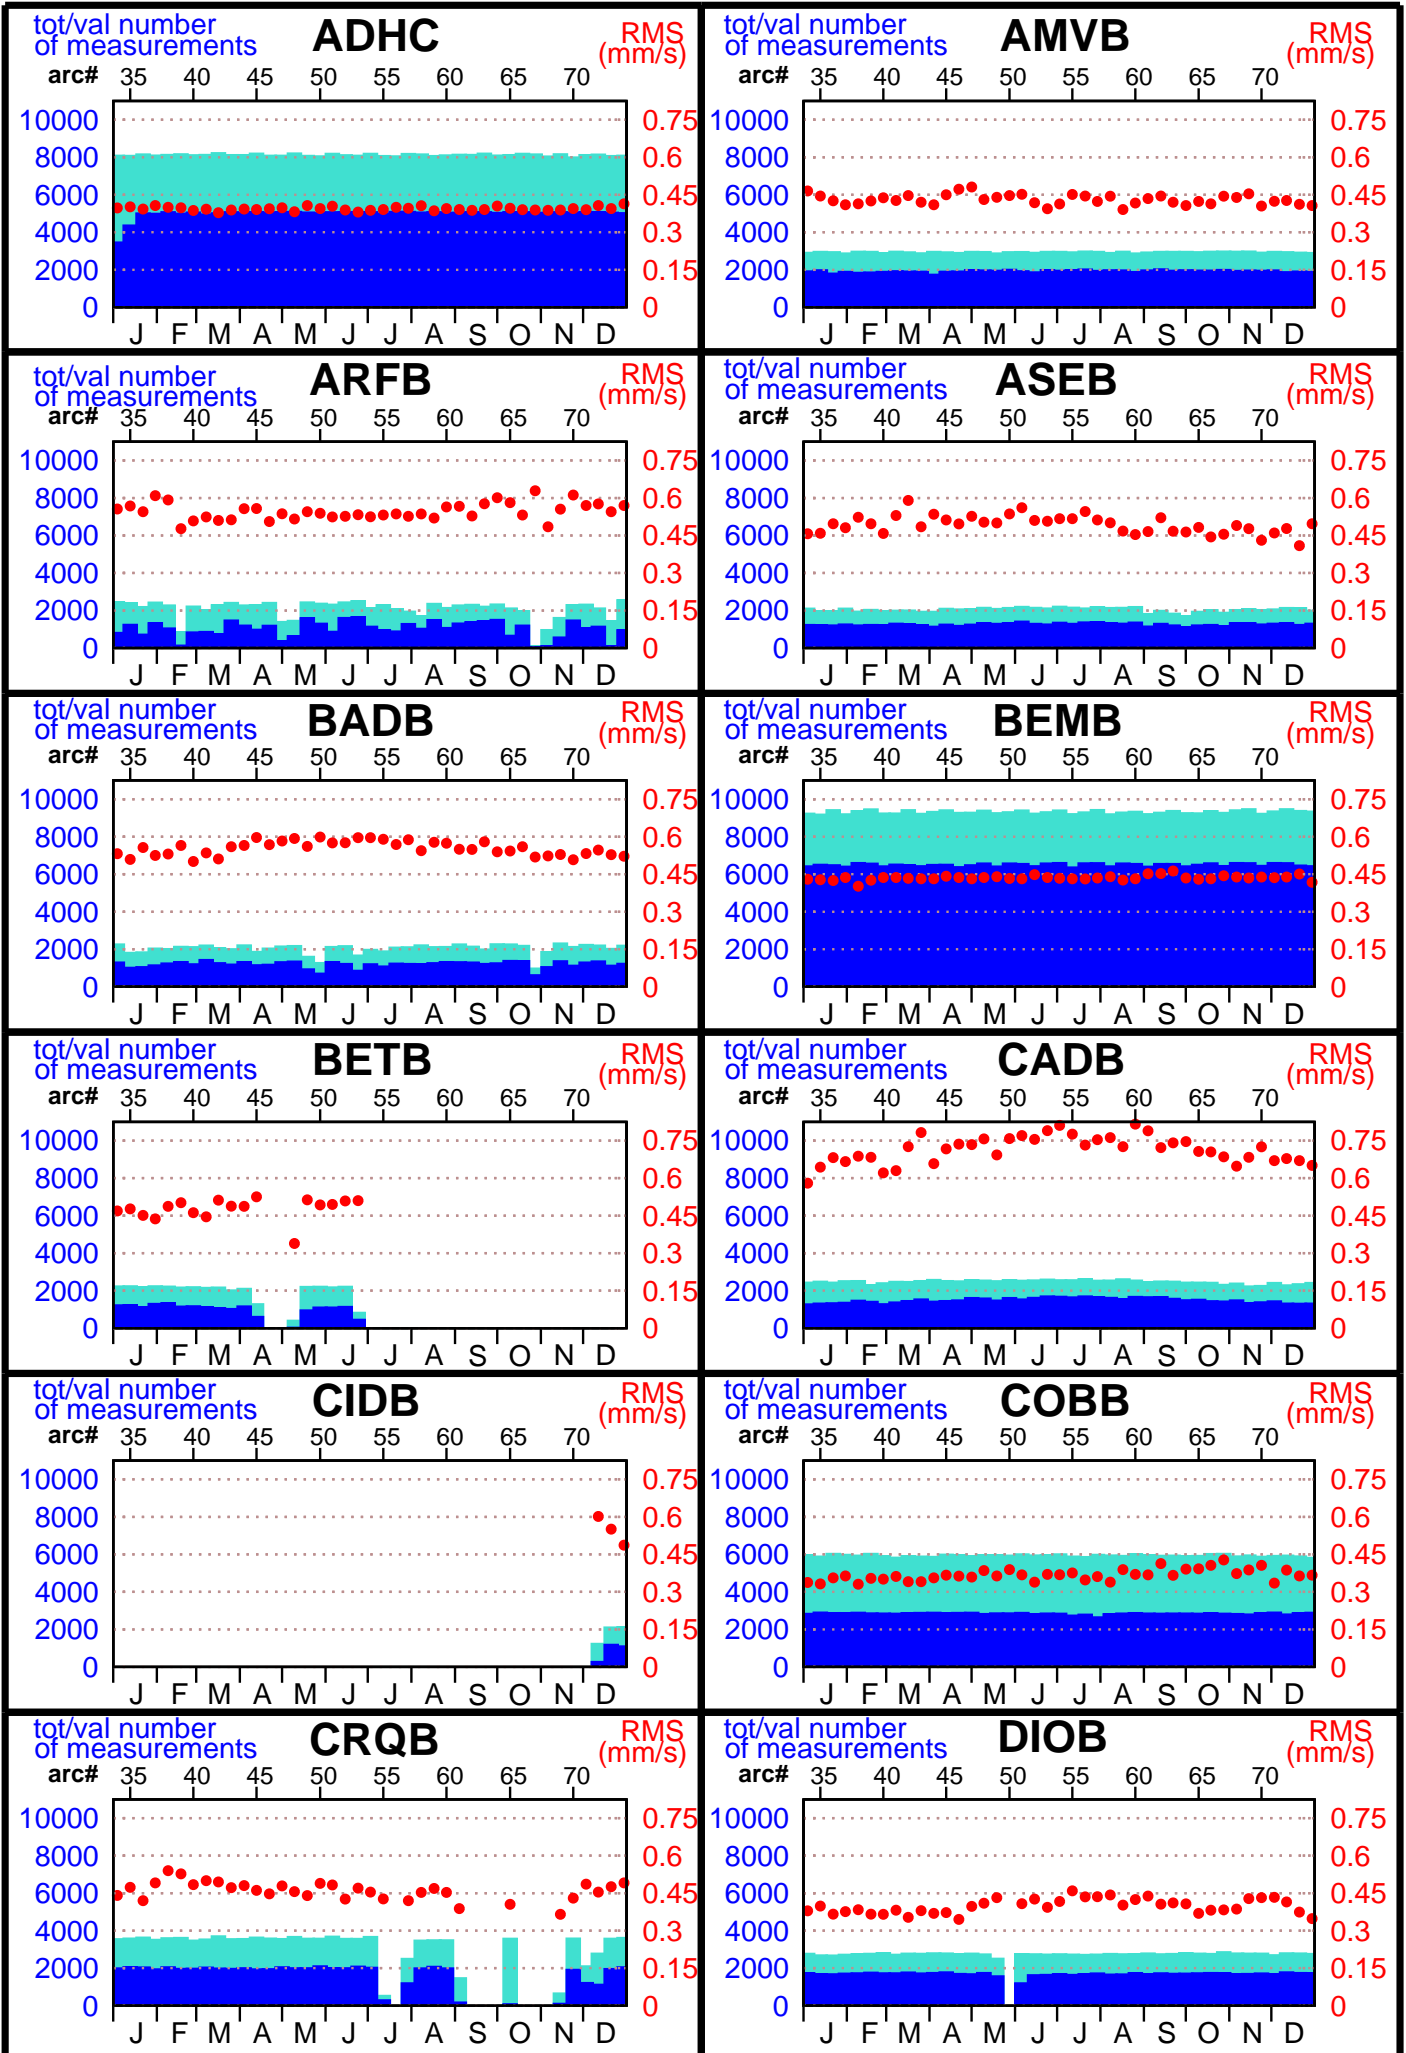 tot/val number ADHC RMS
of measurements (mm/s)
arc# 35 40 45 50 55 60 65 70
10000 0.75
8000 0.6
6000 0.45
4000 0.3
2000 0.15
0 0
J F M A M J J A S O N D
tot/val number AMVB RMS
of measurements (mm/s)
arc# 35 40 45 50 55 60 65 70
10000 0.75
8000 0.6
6000 0.45
4000 0.3
2000 0.15
0 0
J F M A M J J A S O N D
tot/val number ARFB RMS
of measurements (mm/s)
arc# 35 40 45 50 55 60 65 70
10000 0.75
8000 0.6
6000 0.45
4000 0.3
2000 0.15
0 0
J F M A M J J A S O N D
tot/val number ASEB RMS
of measurements (mm/s)
arc# 35 40 45 50 55 60 65 70
10000 0.75
8000 0.6
6000 0.45
4000 0.3
2000 0.15
0 0
J F M A M J J A S O N D
tot/val number BADB RMS
of measurements (mm/s)
arc# 35 40 45 50 55 60 65 70
10000 0.75
8000 0.6
6000 0.45
4000 0.3
2000 0.15
0 0
J F M A M J J A S O N D
tot/val number BEMB RMS
of measurements (mm/s)
arc# 35 40 45 50 55 60 65 70
10000 0.75
8000 0.6
6000 0.45
4000 0.3
2000 0.15
0 0
J F M A M J J A S O N D
tot/val number BETB RMS
of measurements (mm/s)
arc# 35 40 45 50 55 60 65 70
10000 0.75
8000 0.6
6000 0.45
4000 0.3
2000 0.15
0 0
J F M A M J J A S O N D
tot/val number CADB RMS
of measurements (mm/s)
arc# 35 40 45 50 55 60 65 70
10000 0.75
8000 0.6
6000 0.45
4000 0.3
2000 0.15
0 0
J F M A M J J A S O N D
tot/val number CIDB RMS
of measurements (mm/s)
arc# 35 40 45 50 55 60 65 70
10000 0.75
8000 0.6
6000 0.45
4000 0.3
2000 0.15
0 0
J F M A M J J A S O N D
tot/val number COBB RMS
of measurements (mm/s)
arc# 35 40 45 50 55 60 65 70
10000 0.75
8000 0.6
6000 0.45
4000 0.3
2000 0.15
0 0
J F M A M J J A S O N D
tot/val number CRQB RMS
of measurements (mm/s)
arc# 35 40 45 50 55 60 65 70
10000 0.75
8000 0.6
6000 0.45
4000 0.3
2000 0.15
0 0
J F M A M J J A S O N D
tot/val number DIOB RMS
of measurements (mm/s)
arc# 35 40 45 50 55 60 65 70
10000 0.75
8000 0.6
6000 0.45
4000 0.3
2000 0.15
0 0
J F M A M J J A S O N D